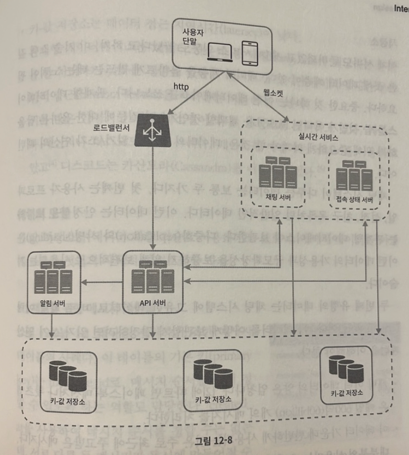 사용자
단말
http
웹소켓
로드밸런서
실시간 서비스
채팅 서버
접속 상태 서버
알림 서버
API 서버
키-값 저장소
키-값 저장소
키-값 저장소
그림 12-8